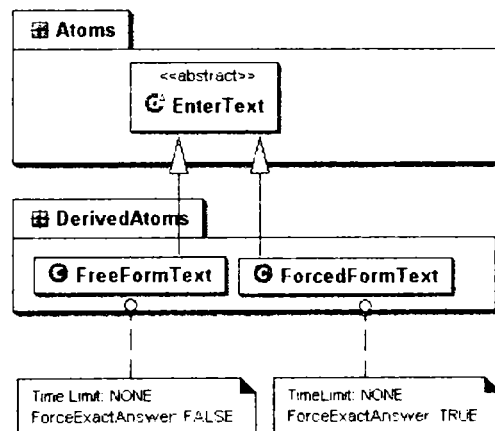 Atoms
<<abstract>>
EnterText
DerivedAtoms
FreeFormText
ForcedFormText
Time Limit: NONE
ForceExactAnswer FALSE
TimeLimit: NONE
ForceExactAnswer TRUE